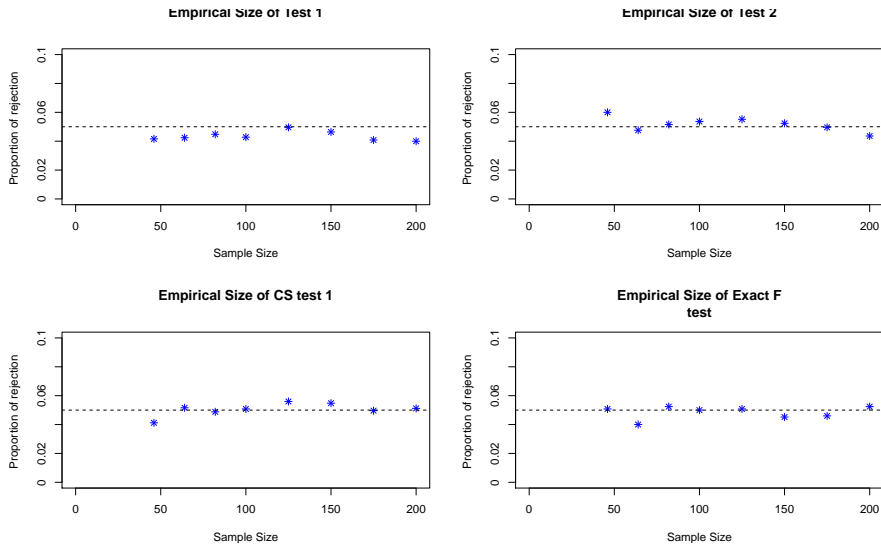 Empirical Size of Test 1
Proportion of rejection
0 0.02 0.06 0.1
0 50 100 150 200
Sample Size
Empirical Size of Test 2
Proportion of rejection
0 0.02 0.06 0.1
0 50 100 150 200
Sample Size
Empirical Size of CS test 1
Proportion of rejection
0 0.02 0.06 0.1
0 50 100 150 200
Sample Size
Empirical Size of Exact F
test
Proportion of rejection
0 0.02 0.06 0.1
0 50 100 150 200
Sample Size